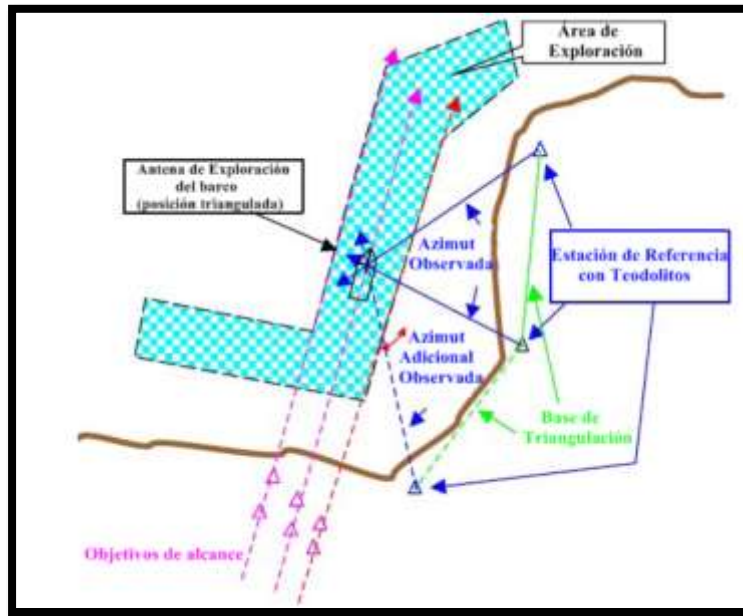 Área de
Exploración
Antena de Exploración
del barco
(posición triangulada)
Azimut
Observada
Estación de Referencia
con Teodolitos
Azimut
Adicional
Observada
Base de
Triangulación
Objetivos de alcance